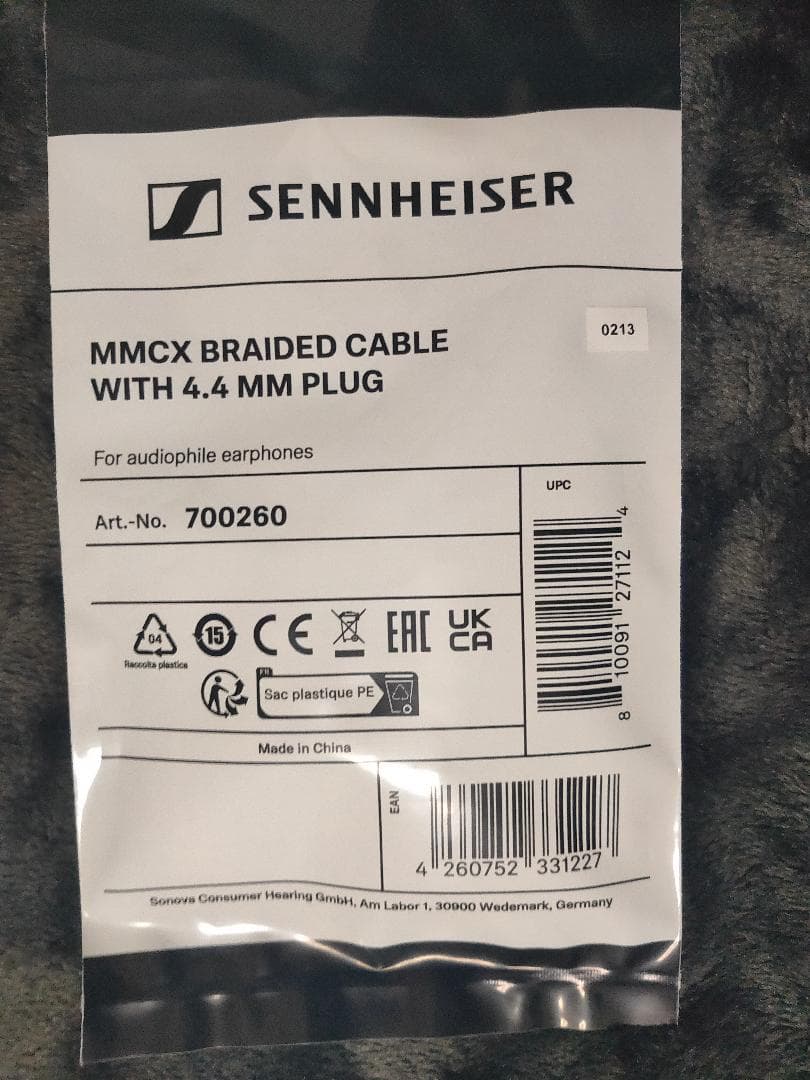 SENNHEISER
MMCX BRAIDED CABLE
WITH 4.4 MM PLUG
0213
For audiophile earphones
Art.-No. 700260
UPC
8 10091 27112 4
04
Raccolta plastica
15
CE
EAC
UK
CA
FR
Sac plastique PE
Made in China
EAN
4 260752 331227
Sonova Consumer Hearing GmbH, Am Labor 1, 30900 Wedemark, Germany